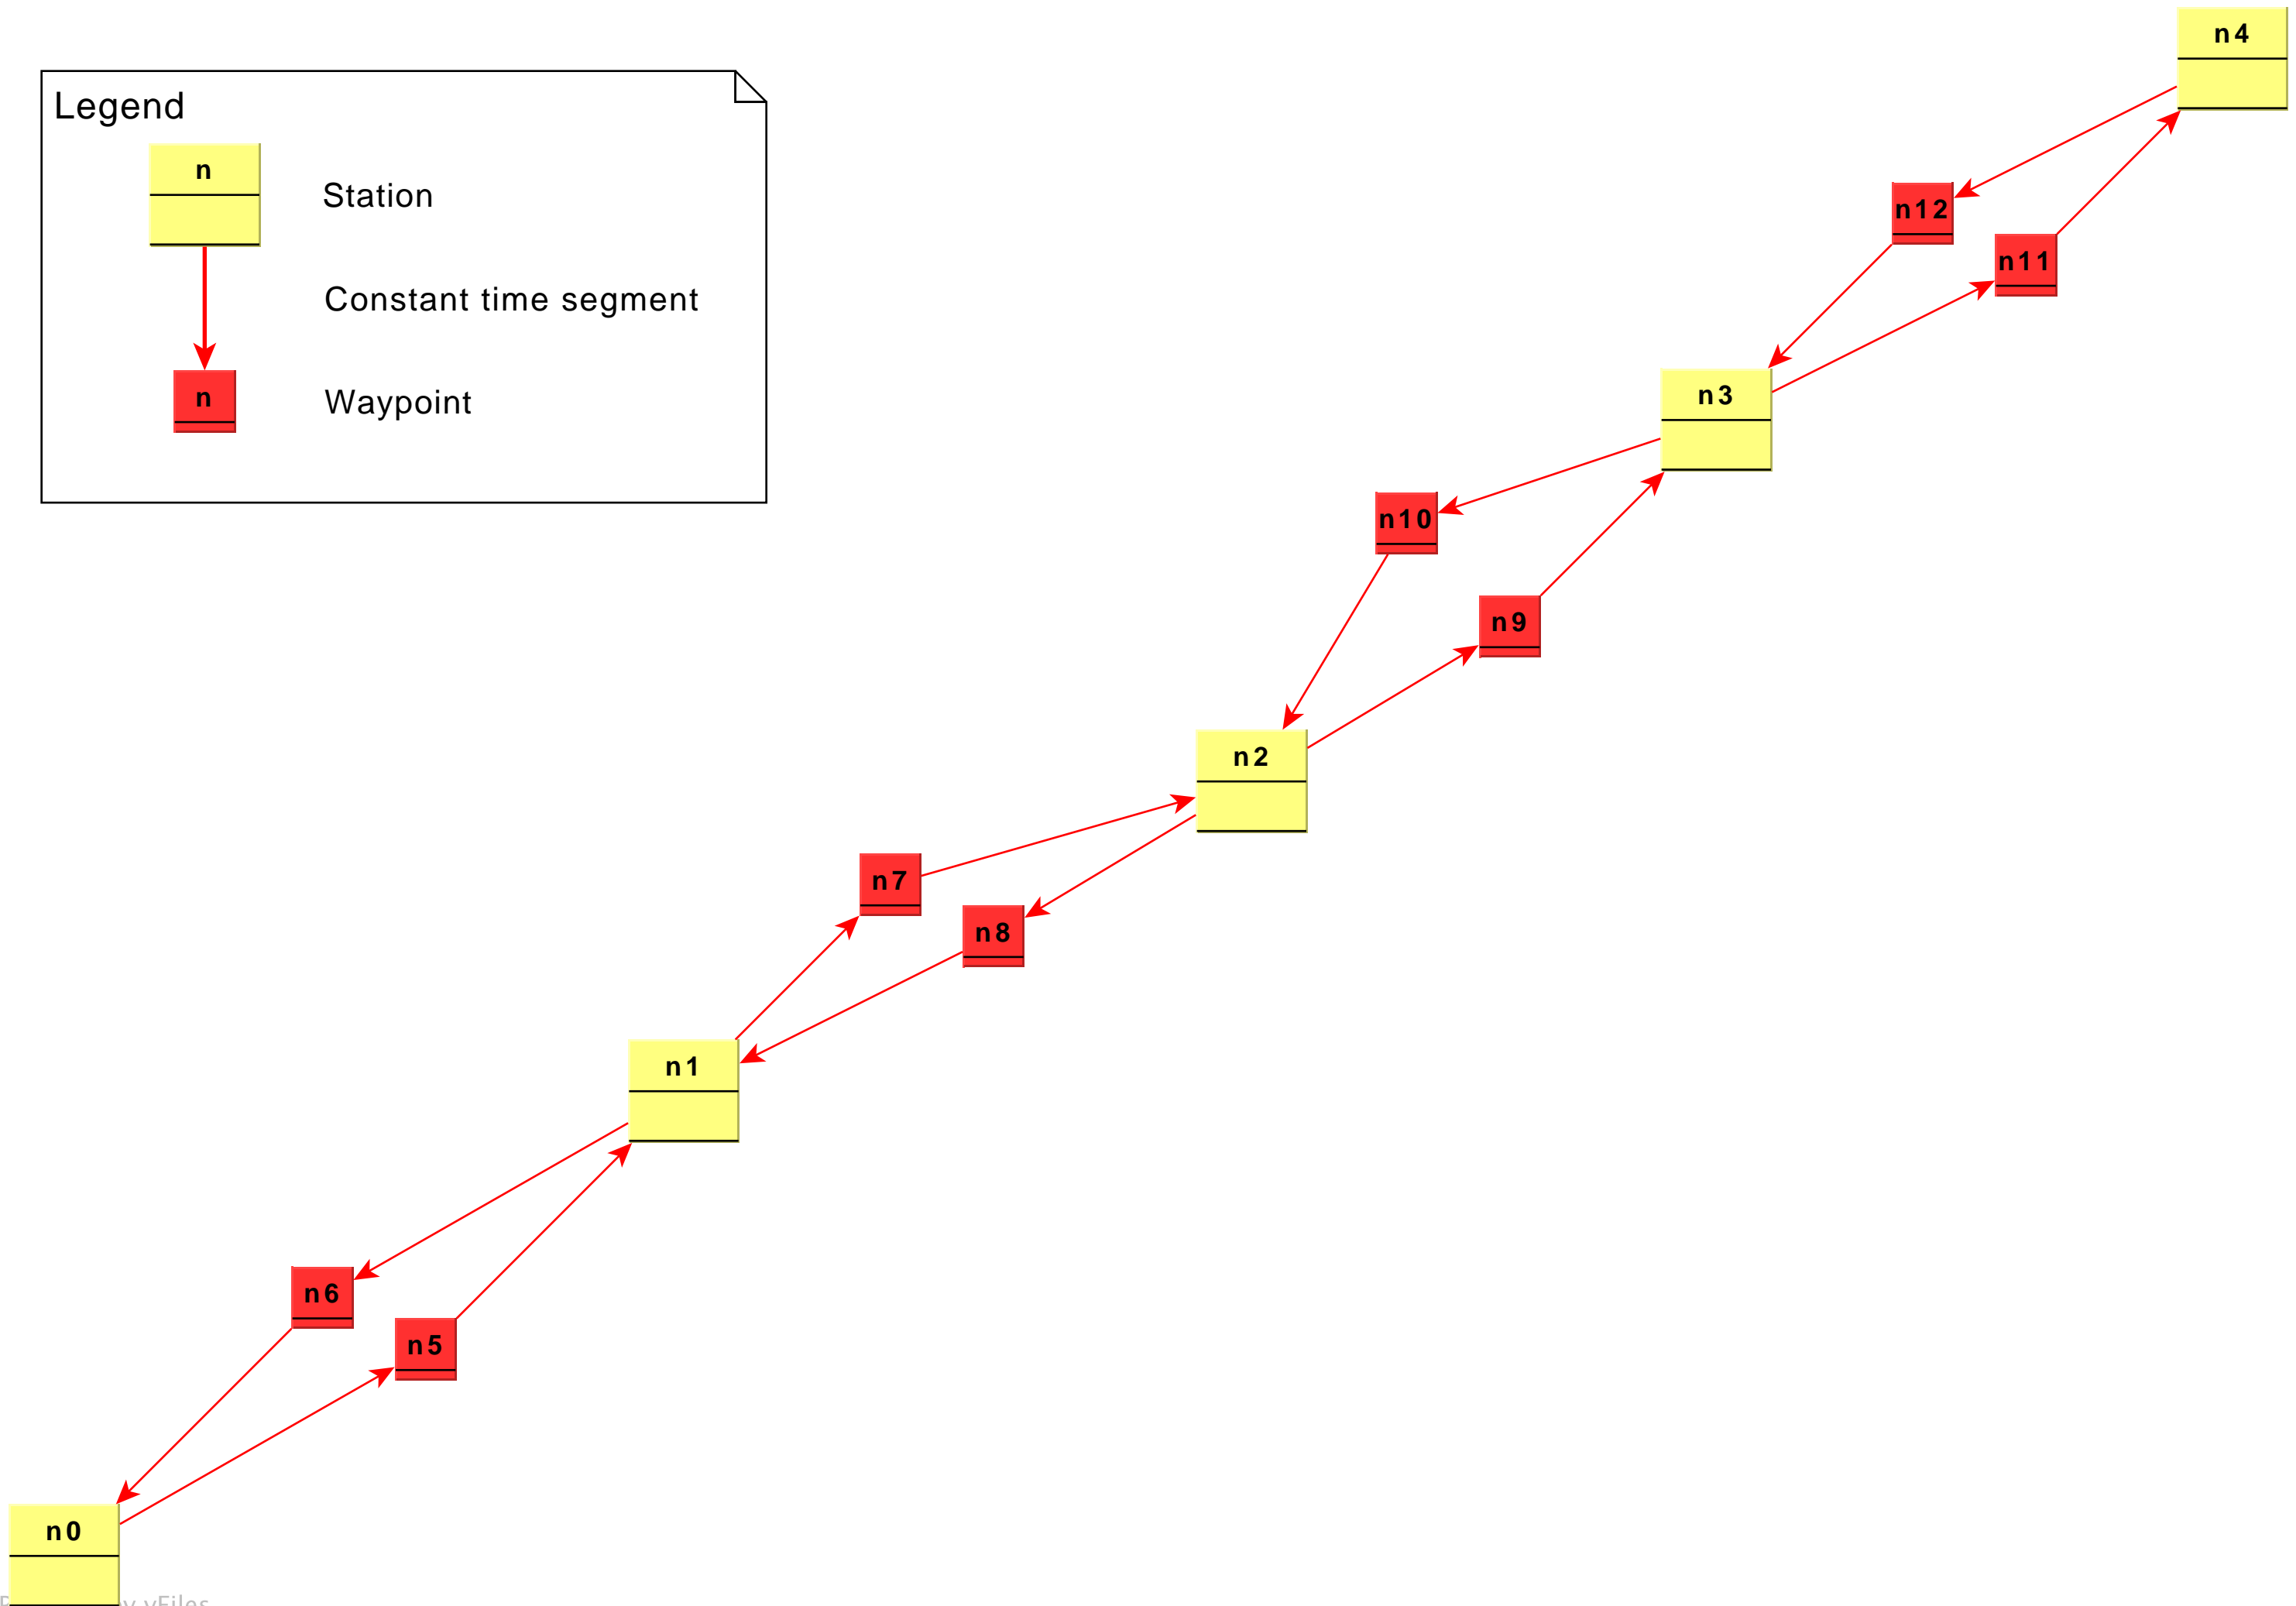 Legend
n
Station
Constant time segment
n
Waypoint
n4
n12
n11
n3
n10
n9
n2
n7
n8
n1
n6
n5
n0
yFiles